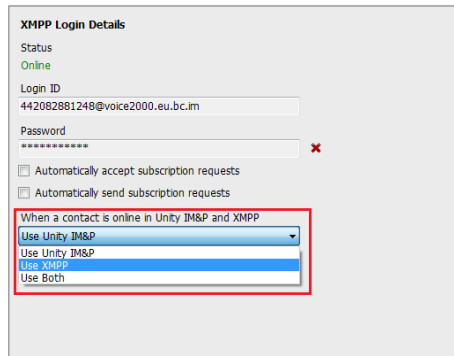 XMPP Login Details
Status
Online
Login ID
442082881248@voice2000.eu.bc.im
Password
***********
Automatically accept subscription requests
Automatically send subscription requests
When a contact is online in Unity IM&P and XMPP
Use Unity IM&P
Use Unity IM&P
Use XMPP
Use Both